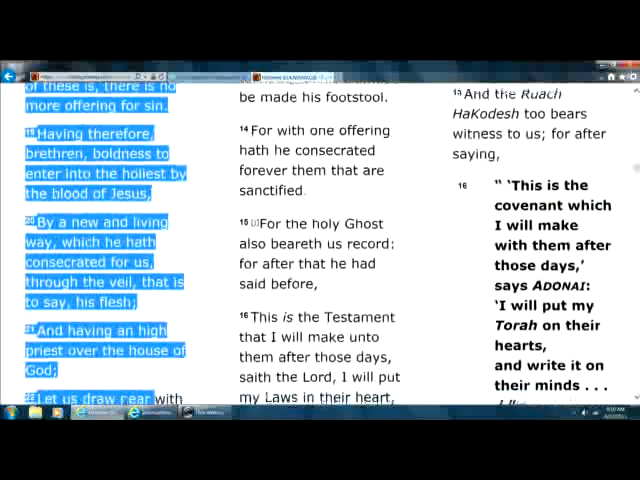 of these is, there is no
more offering for sin.
19 Having therefore,
brethren, boldness to
enter into the holiest by
the blood of Jesus,
20 By a new and living
way, which he hath
consecrated for us,
through the veil, that is
to say, his flesh;
21 And having an high
priest over the house of
God;
22 Let us draw near with
be made his footstool.
14 For with one offering
hath he consecrated
forever them that are
sanctified.
15 [j]For the holy Ghost
also beareth us record;
for after that he had
said before,
16 This is the Testament
that I will make unto
them after those days,
saith the Lord, I will put
my Laws in their heart,
15 And the Ruach
HaKodesh too bears
witness to us; for after
saying,
16 “ ‘This is the
covenant which
I will make
with them after
those days,’
says ADONAI:
‘I will put my
Torah on their
hearts,
and write it on
their minds . . .